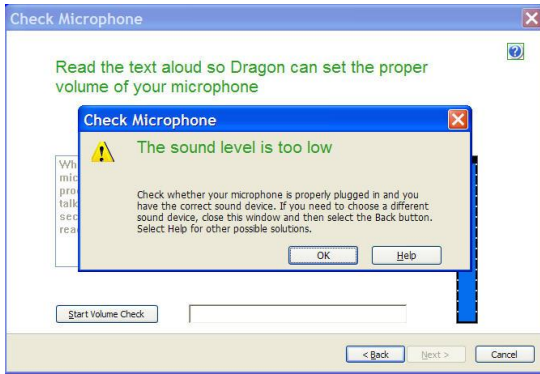 Check Microphone
Read the text aloud so Dragon can set the proper
volume of your microphone
Check Microphone
The sound level is too low
Check whether your microphone is properly plugged in and you
have the correct sound device. If you need to choose a different
sound device, close this window and then select the Back button.
Select Help for other possible solutions.
OK
Help
Start Volume Check
< Back
Next >
Cancel